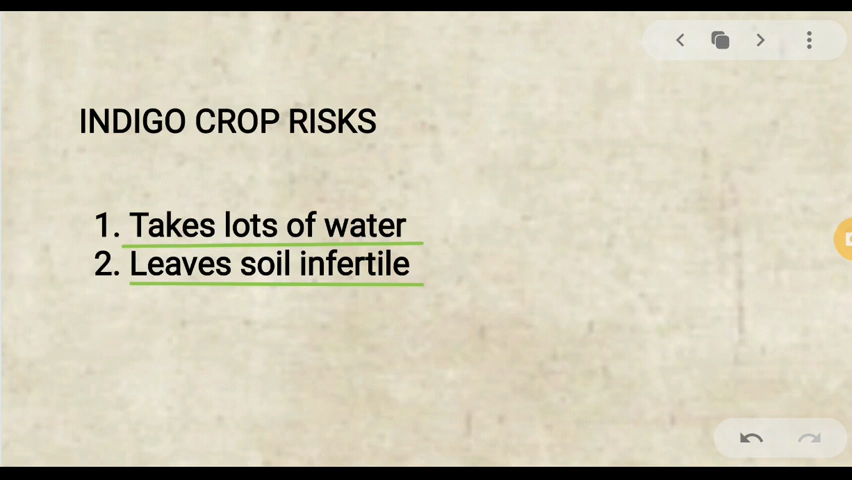 INDIGO CROP RISKS
1. Takes lots of water
2. Leaves soil infertile